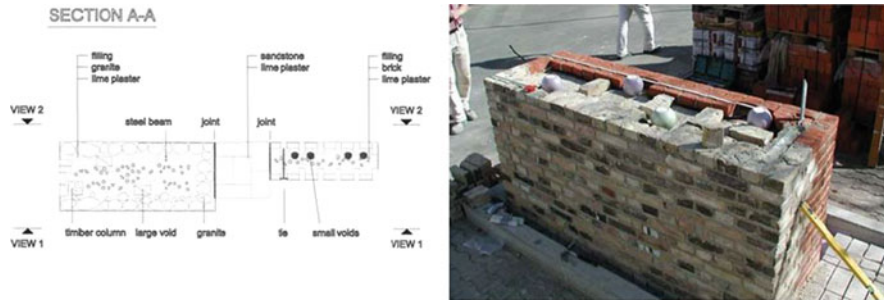 SECTION A-A
filling
granite
lime plaster
sandstone
lime plaster
filling
brick
lime plaster
VIEW 2
steel beam
joint
joint
VIEW 2
VIEW 1
timber column
large void
granite
tie
small voids
VIEW 1